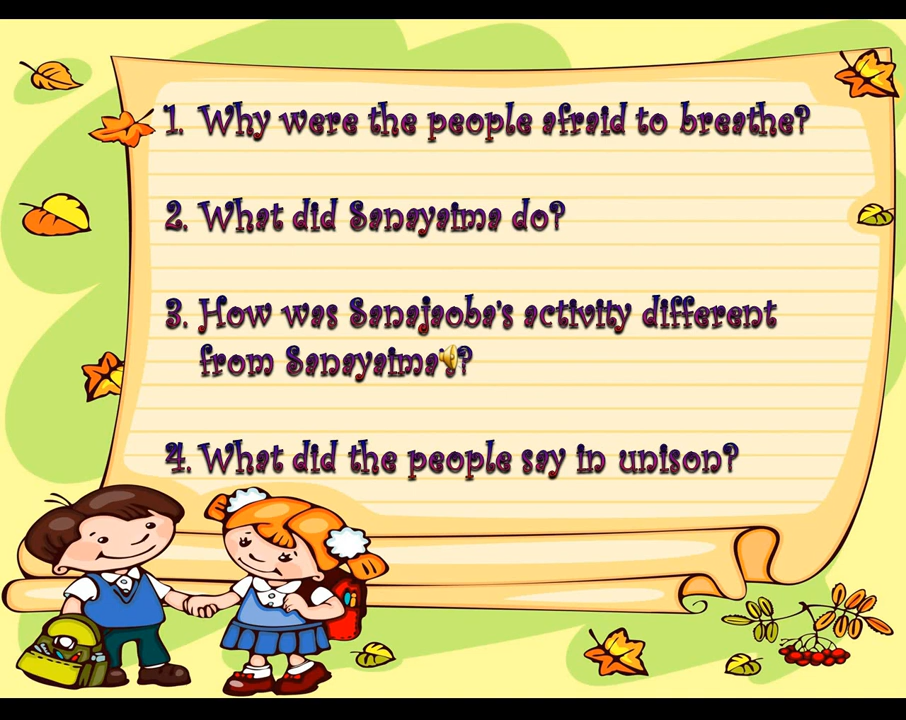 1. Why were the people afraid to breathe?
2. What did Sanayaima do?
3. How was Sanajaoba's activity different
from Sanayaima's?
4. What did the people say in unison?